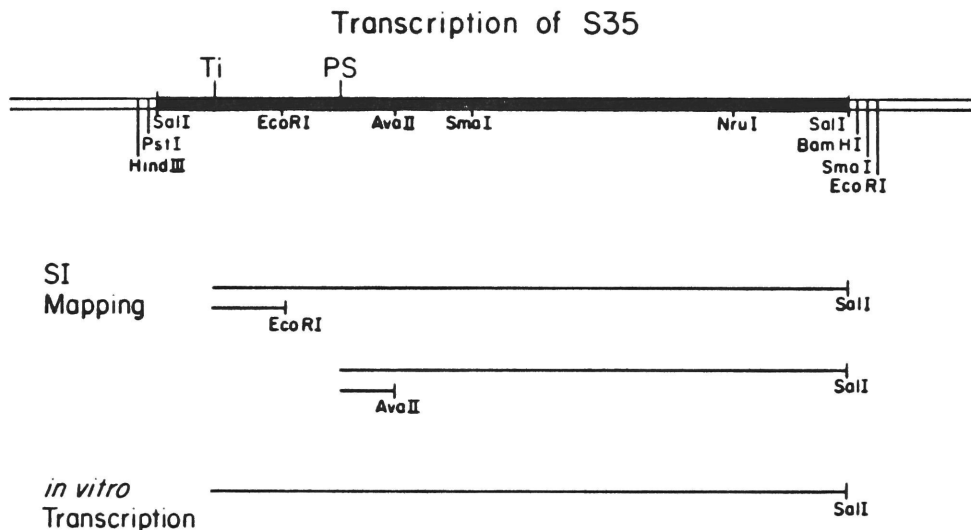 Transcription of S35
Ti PS
SalI EcoRI AvaII SmaI NruI SalI
PstI BamHI
HindIII SmaI
EcoRI
SI
Mapping
SalI
EcoRI
SalI
AvaII
in vitro
Transcription
SalI